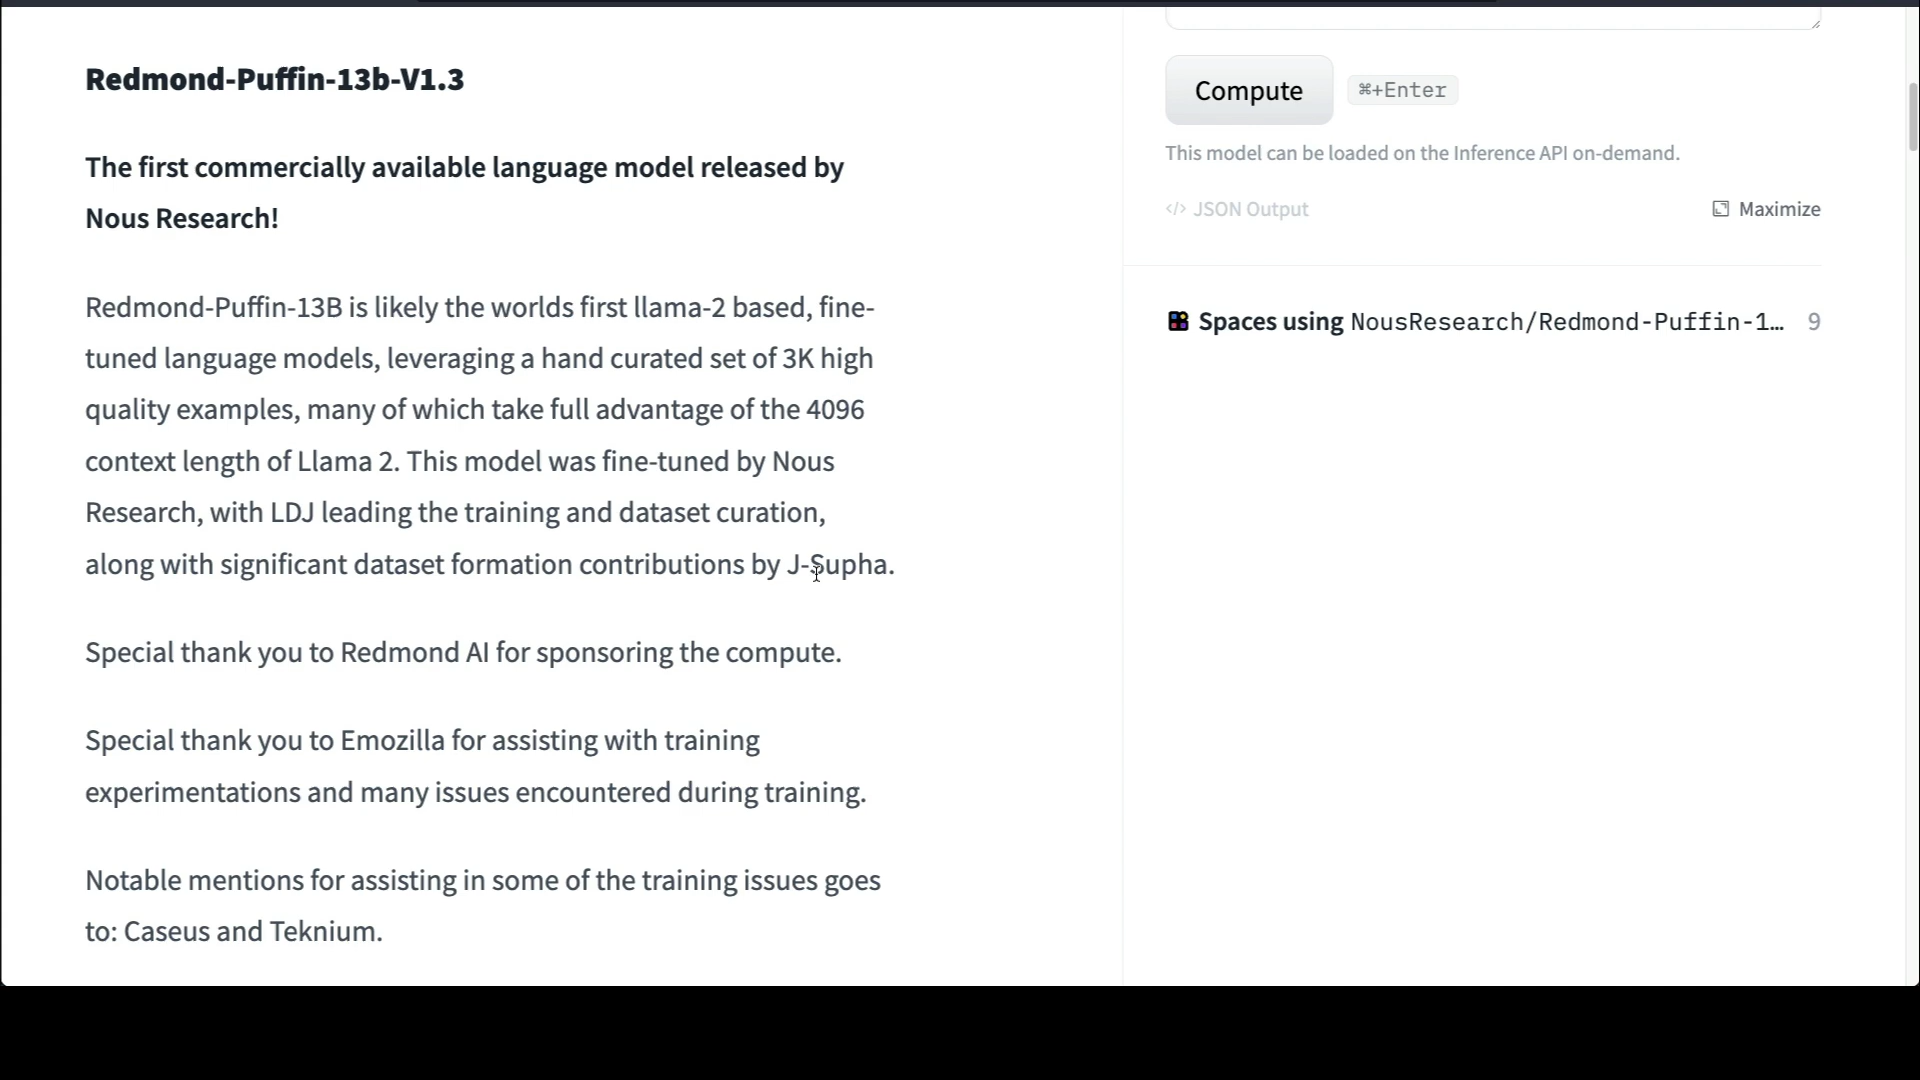 Redmond-Puffin-13b-V1.3
The first commercially available language model released by
Nous Research!
Redmond-Puffin-13B is likely the worlds first llama-2 based, fine-
tuned language models, leveraging a hand curated set of 3K high
quality examples, many of which take full advantage of the 4096
context length of Llama 2. This model was fine-tuned by Nous
Research, with LDJ leading the training and dataset curation,
along with significant dataset formation contributions by J-Supha.
Special thank you to Redmond AI for sponsoring the compute.
Special thank you to Emozilla for assisting with training
experimentations and many issues encountered during training.
Notable mentions for assisting in some of the training issues goes
to: Caseus and Teknium.
Compute ⌘+Enter
This model can be loaded on the Inference API on-demand.
</> JSON Output Maximize
Spaces using NousResearch/Redmond-Puffin-1… 9